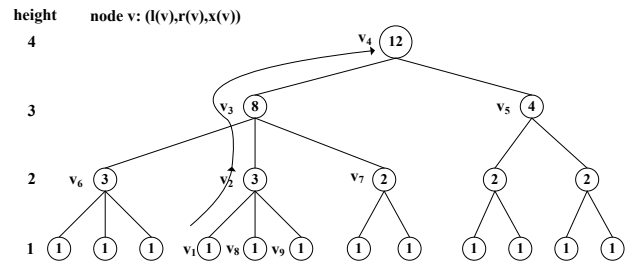 height node v: (l(v),r(v),x(v))
4 v4 12
3 v3 8 v5 4
2 v6 3 v2 3 v7 2 2 2
1 1 1 1 v1 1 v8 1 v9 1 1 1 1 1 1 1